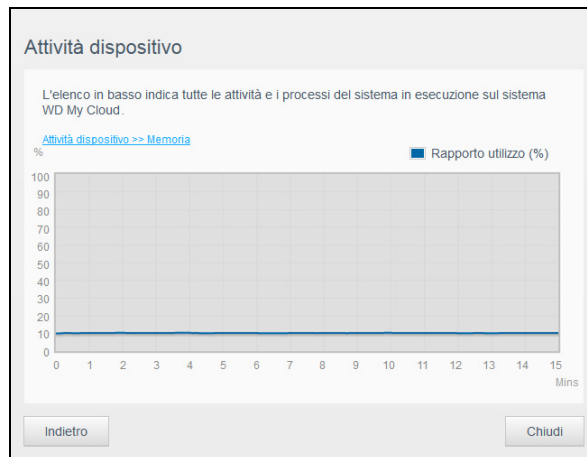 Attività dispositivo
L'elenco in basso indica tutte le attività e i processi del sistema in esecuzione sul sistema
WD My Cloud.
Attività dispositivo >> Memoria
%
Rapporto utilizzo (%)
100
90
80
70
60
50
40
30
20
10
0
0 1 2 3 4 5 6 7 8 9 10 11 12 13 14 15
Mins
Indietro
Chiudi